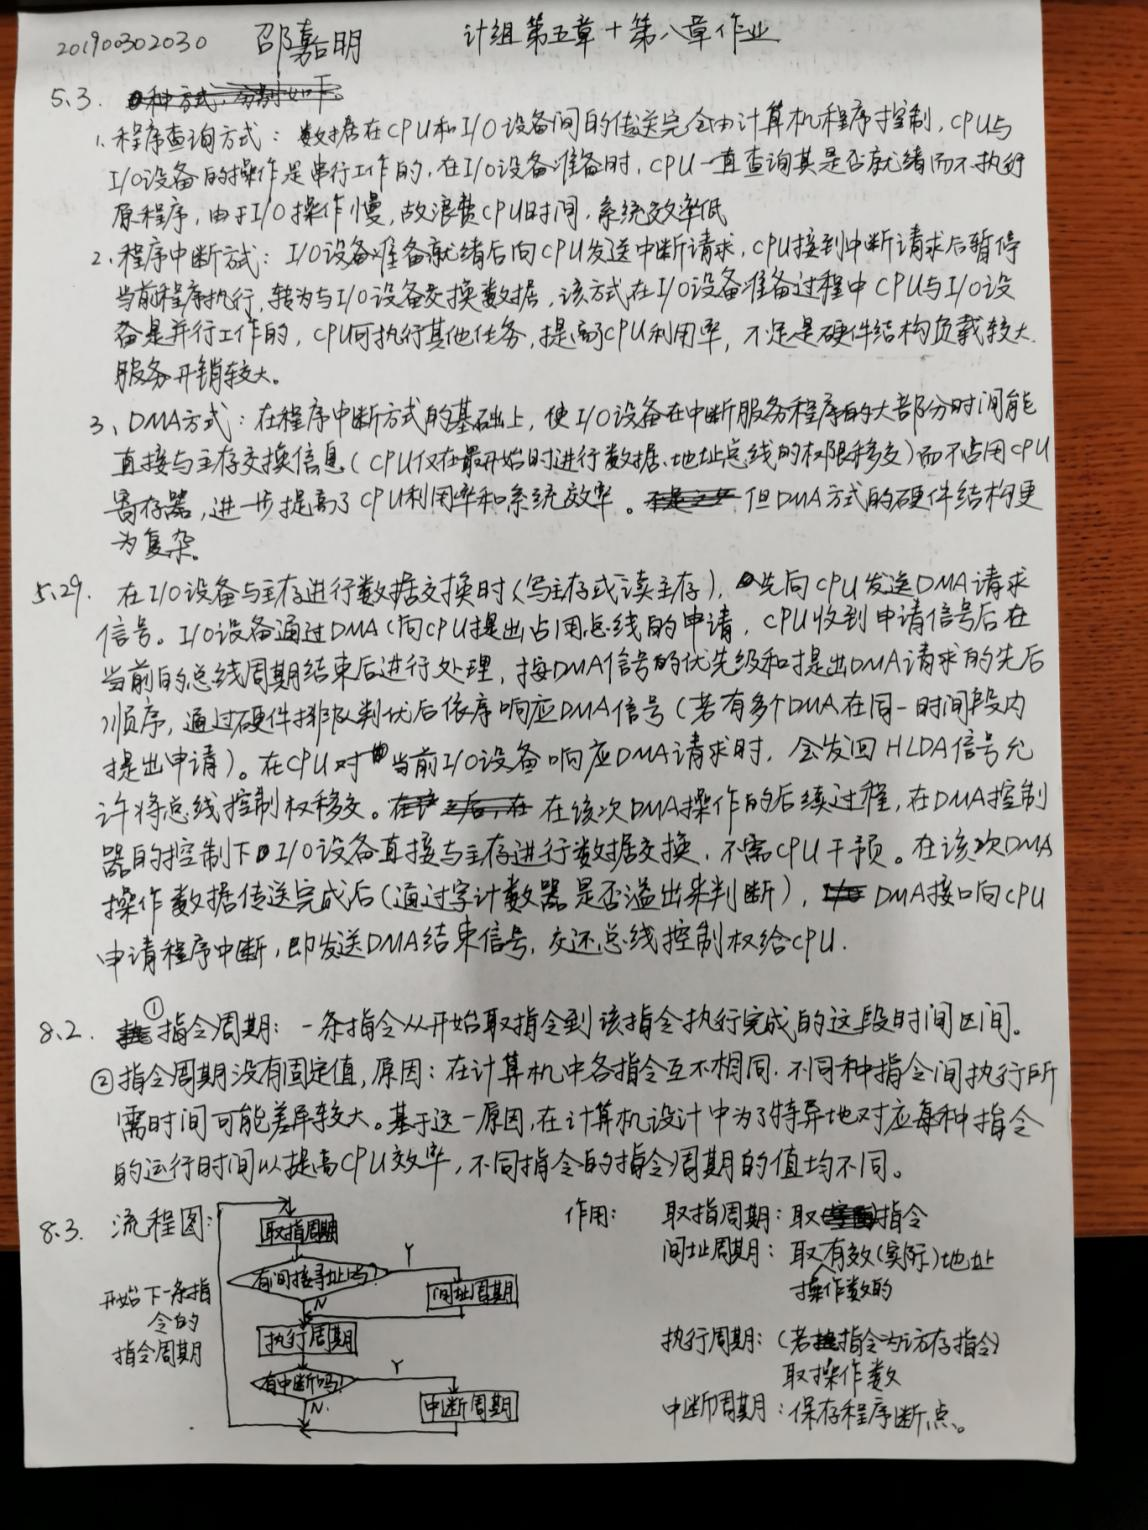 201900302030 邵嘉明 计组第五章+第八章作业
5.3.
1. 程序查询方式：数据在CPU和I/O设备间的传送完全由计算机程序控制，CPU与
I/O设备的操作是串行工作的，在I/O设备准备时，CPU一直查询其是否就绪而不执行
原程序，由于I/O操作慢，故浪费CPU时间，系统效率低
2. 程序中断方式：I/O设备准备就绪后向CPU发送中断请求，CPU接到中断请求后暂停
当前程序执行，转为与I/O设备交换数据，该方式在I/O设备准备过程中CPU与I/O设
备是并行工作的，CPU可执行其他任务，提高了CPU利用率，不足是硬件结构负载较大，
服务开销较大。
3、DMA方式：在程序中断方式的基础上，使I/O设备在中断服务程序的大部分时间能
直接与主存交换信息（CPU仅在最开始时进行数据、地址总线的权限移交）而不占用CPU
寄存器，进一步提高了CPU利用率和系统效率。但DMA方式的硬件结构更
为复杂。
5.29. 在I/O设备与主存进行数据交换时（写主存或读主存），先向CPU发送DMA请求
信号。I/O设备通过DMA（向CPU提出占用总线的申请，CPU收到申请信号后在
当前的总线周期结束后进行处理，按DMA信号的优先级和提出DMA请求的先后
顺序，通过硬件排队判优后依序响应DMA信号（若有多个DMA在同一时间段内
提出申请）。在CPU对当前I/O设备响应DMA请求时，会发回HLDA信号允
许将总线控制权移交。在该次DMA操作的后续过程，在DMA控制
器的控制下I/O设备直接与主存进行数据交换，不需CPU干预。在该次DMA
操作数据传送完成后（通过字计数器是否溢出来判断），DMA接口向CPU
申请程序中断，即发送DMA结束信号，交还总线控制权给CPU.
8.2. ①指令周期：一条指令从开始取指令到该指令执行完成的这段时间区间。
②指令周期没有固定值，原因：在计算机中各指令互不相同，不同种指令间执行所
需时间可能差异较大。基于这一原因，在计算机设计中为了特异地对应每种指令
的运行时间以提高CPU效率，不同指令的指令周期的值均不同。
8.3. 流程图：
取指周期
有间接寻址吗？ Y
间址周期
N
执行周期
有中断吗？ Y
中断周期
N.
开始下一条指
令的
指令周期
作用： 取指周期：取指令
间址周期：取有效(实际)地址
操作数的
执行周期：（若指令为访存指令）
取操作数
中断周期：保存程序断点。